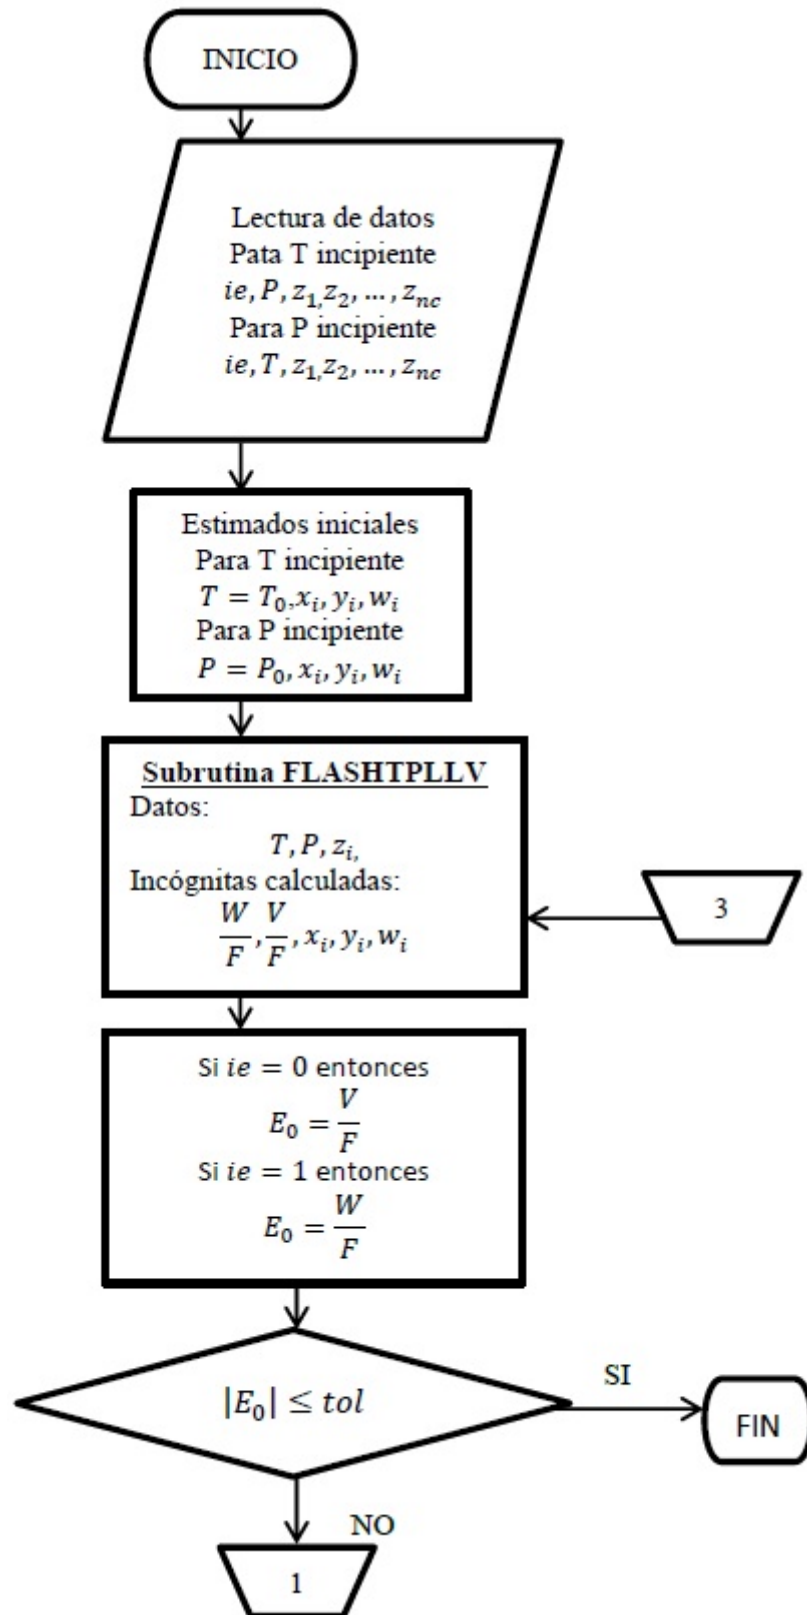 INICIO
Lectura de datos
Pata T incipiente
ie, P, z₁,z₂, … , z_nc
Para P incipiente
ie, T, z₁,z₂, … , z_nc
Estimados iniciales
Para T incipiente
T = T₀,xᵢ, yᵢ, wᵢ
Para P incipiente
P = P₀, xᵢ, yᵢ, wᵢ
Subrutina FLASHTPLLV
Datos:
T, P, zᵢ,
Incógnitas calculadas:
W/F, V/F, xᵢ, yᵢ, wᵢ
3
Si ie = 0 entonces
E₀ = V/F
Si ie = 1 entonces
E₀ = W/F
|E₀| ≤ tol
SI
FIN
NO
1